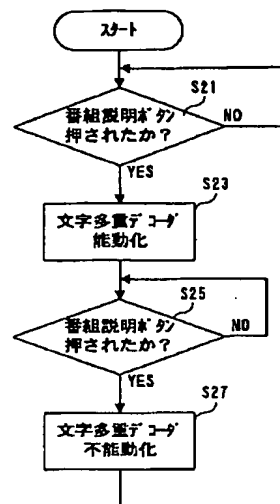 スタート
S21
番組説明ボタン
押されたか?
NO
YES
S23
文字多重デコーダ
能動化
S25
番組説明ボタン
押されたか?
NO
YES
S27
文字多重デコーダ
不能動化